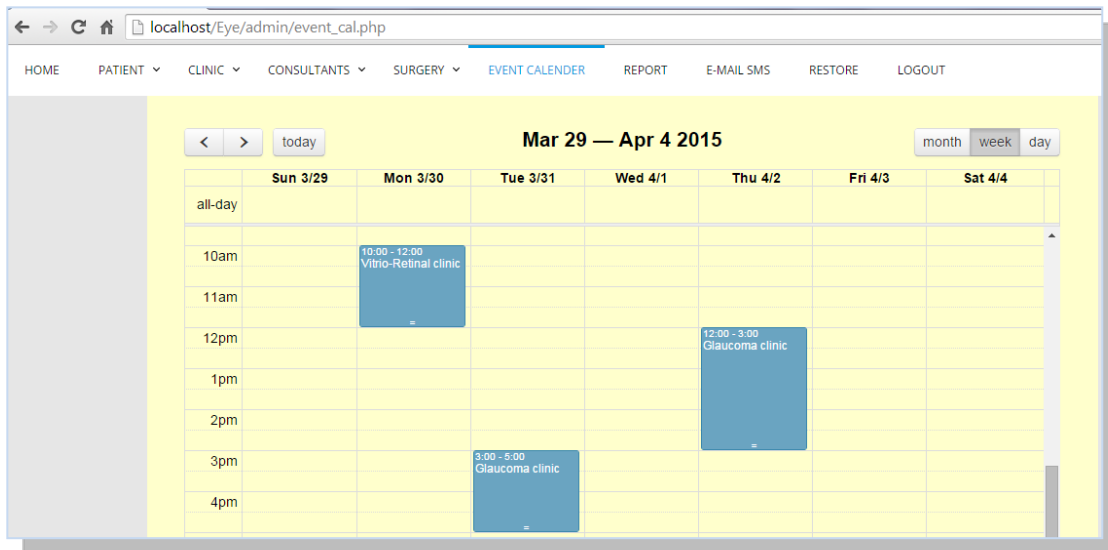 localhost/Eye/admin/event_cal.php
HOME PATIENT CLINIC CONSULTANTS SURGERY EVENT CALENDER REPORT E-MAIL SMS RESTORE LOGOUT
today Mar 29 — Apr 4 2015 month week day
Sun 3/29 Mon 3/30 Tue 3/31 Wed 4/1 Thu 4/2 Fri 4/3 Sat 4/4
all-day
10am 10:00 - 12:00
Vitrio-Retinal clinic
11am
12pm 12:00 - 3:00
Glaucoma clinic
1pm
2pm
3pm 3:00 - 5:00
Glaucoma clinic
4pm